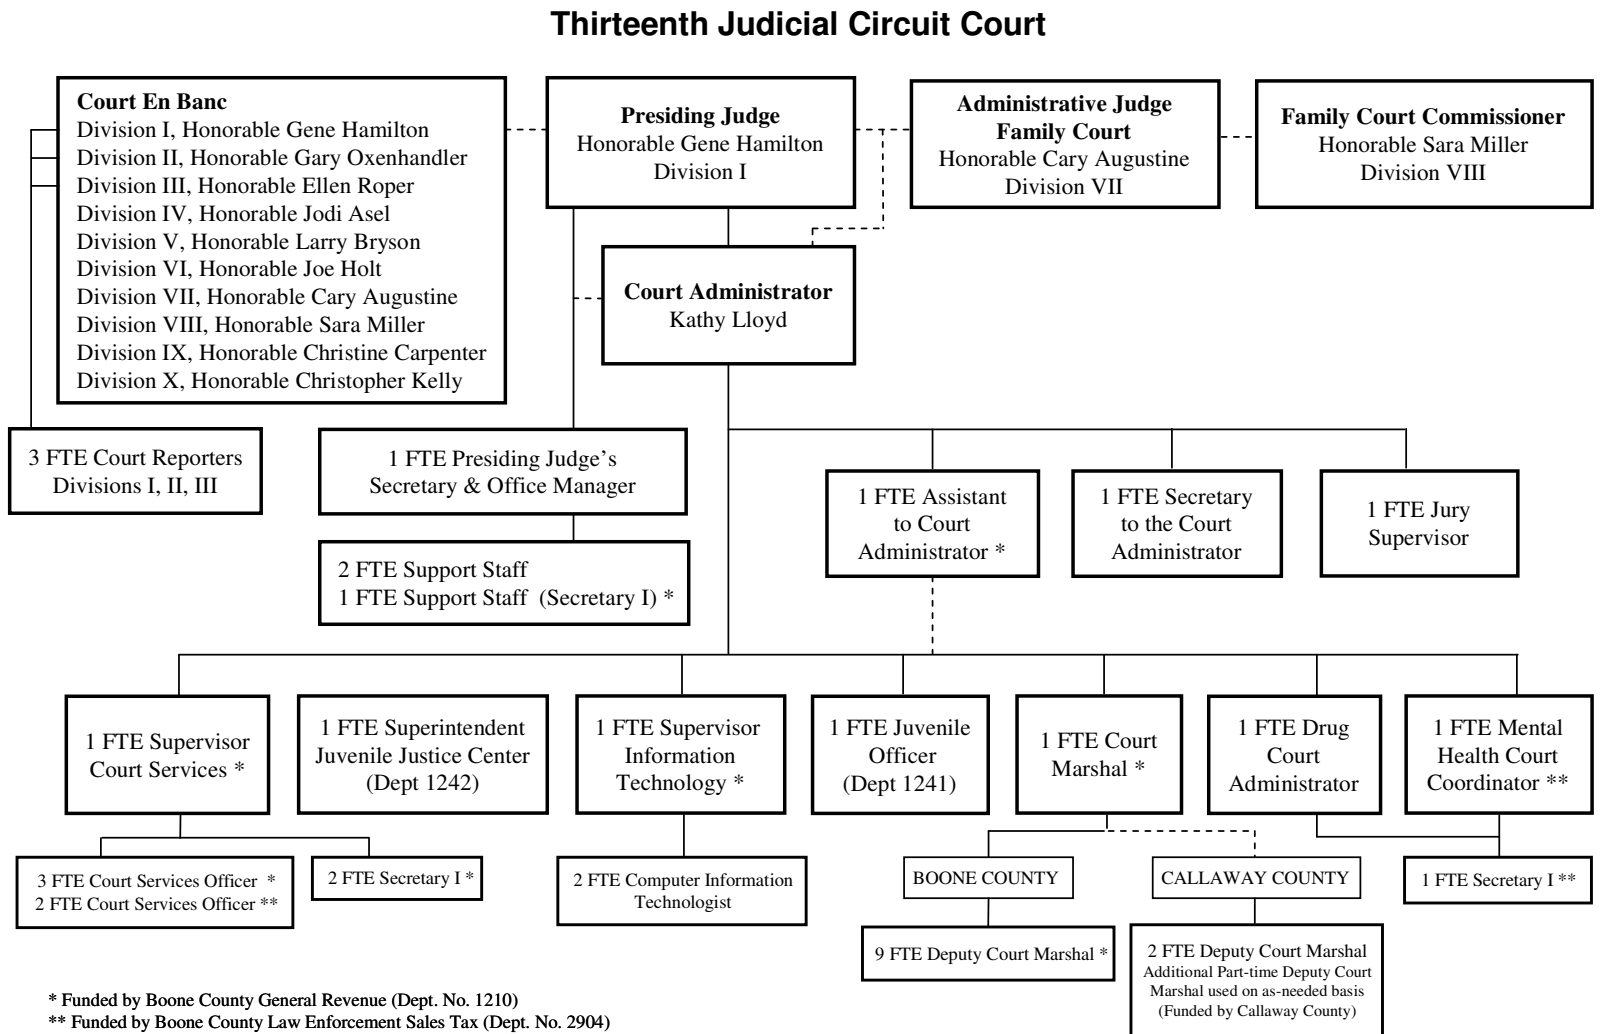 Thirteenth Judicial Circuit Court
Court En Banc
Division I, Honorable Gene Hamilton
Division II, Honorable Gary Oxenhandler
Division III, Honorable Ellen Roper
Division IV, Honorable Jodi Asel
Division V, Honorable Larry Bryson
Division VI, Honorable Joe Holt
Division VII, Honorable Cary Augustine
Division VIII, Honorable Sara Miller
Division IX, Honorable Christine Carpenter
Division X, Honorable Christopher Kelly
Presiding Judge
Honorable Gene Hamilton
Division I
Administrative Judge
Family Court
Honorable Cary Augustine
Division VII
Family Court Commissioner
Honorable Sara Miller
Division VIII
Court Administrator
Kathy Lloyd
3 FTE Court Reporters
Divisions I, II, III
1 FTE Presiding Judge's
Secretary & Office Manager
2 FTE Support Staff
1 FTE Support Staff (Secretary I) *
1 FTE Assistant
to Court
Administrator *
1 FTE Secretary
to the Court
Administrator
1 FTE Jury
Supervisor
1 FTE Supervisor
Court Services *
1 FTE Superintendent
Juvenile Justice Center
(Dept 1242)
1 FTE Supervisor
Information
Technology *
1 FTE Juvenile
Officer
(Dept 1241)
1 FTE Court
Marshal *
1 FTE Drug
Court
Administrator
1 FTE Mental
Health Court
Coordinator **
3 FTE Court Services Officer *
2 FTE Court Services Officer **
2 FTE Secretary I *
2 FTE Computer Information
Technologist
BOONE COUNTY
CALLAWAY COUNTY
1 FTE Secretary I **
9 FTE Deputy Court Marshal *
2 FTE Deputy Court Marshal
Additional Part-time Deputy Court
Marshal used on as-needed basis
(Funded by Callaway County)
* Funded by Boone County General Revenue (Dept. No. 1210)
** Funded by Boone County Law Enforcement Sales Tax (Dept. No. 2904)